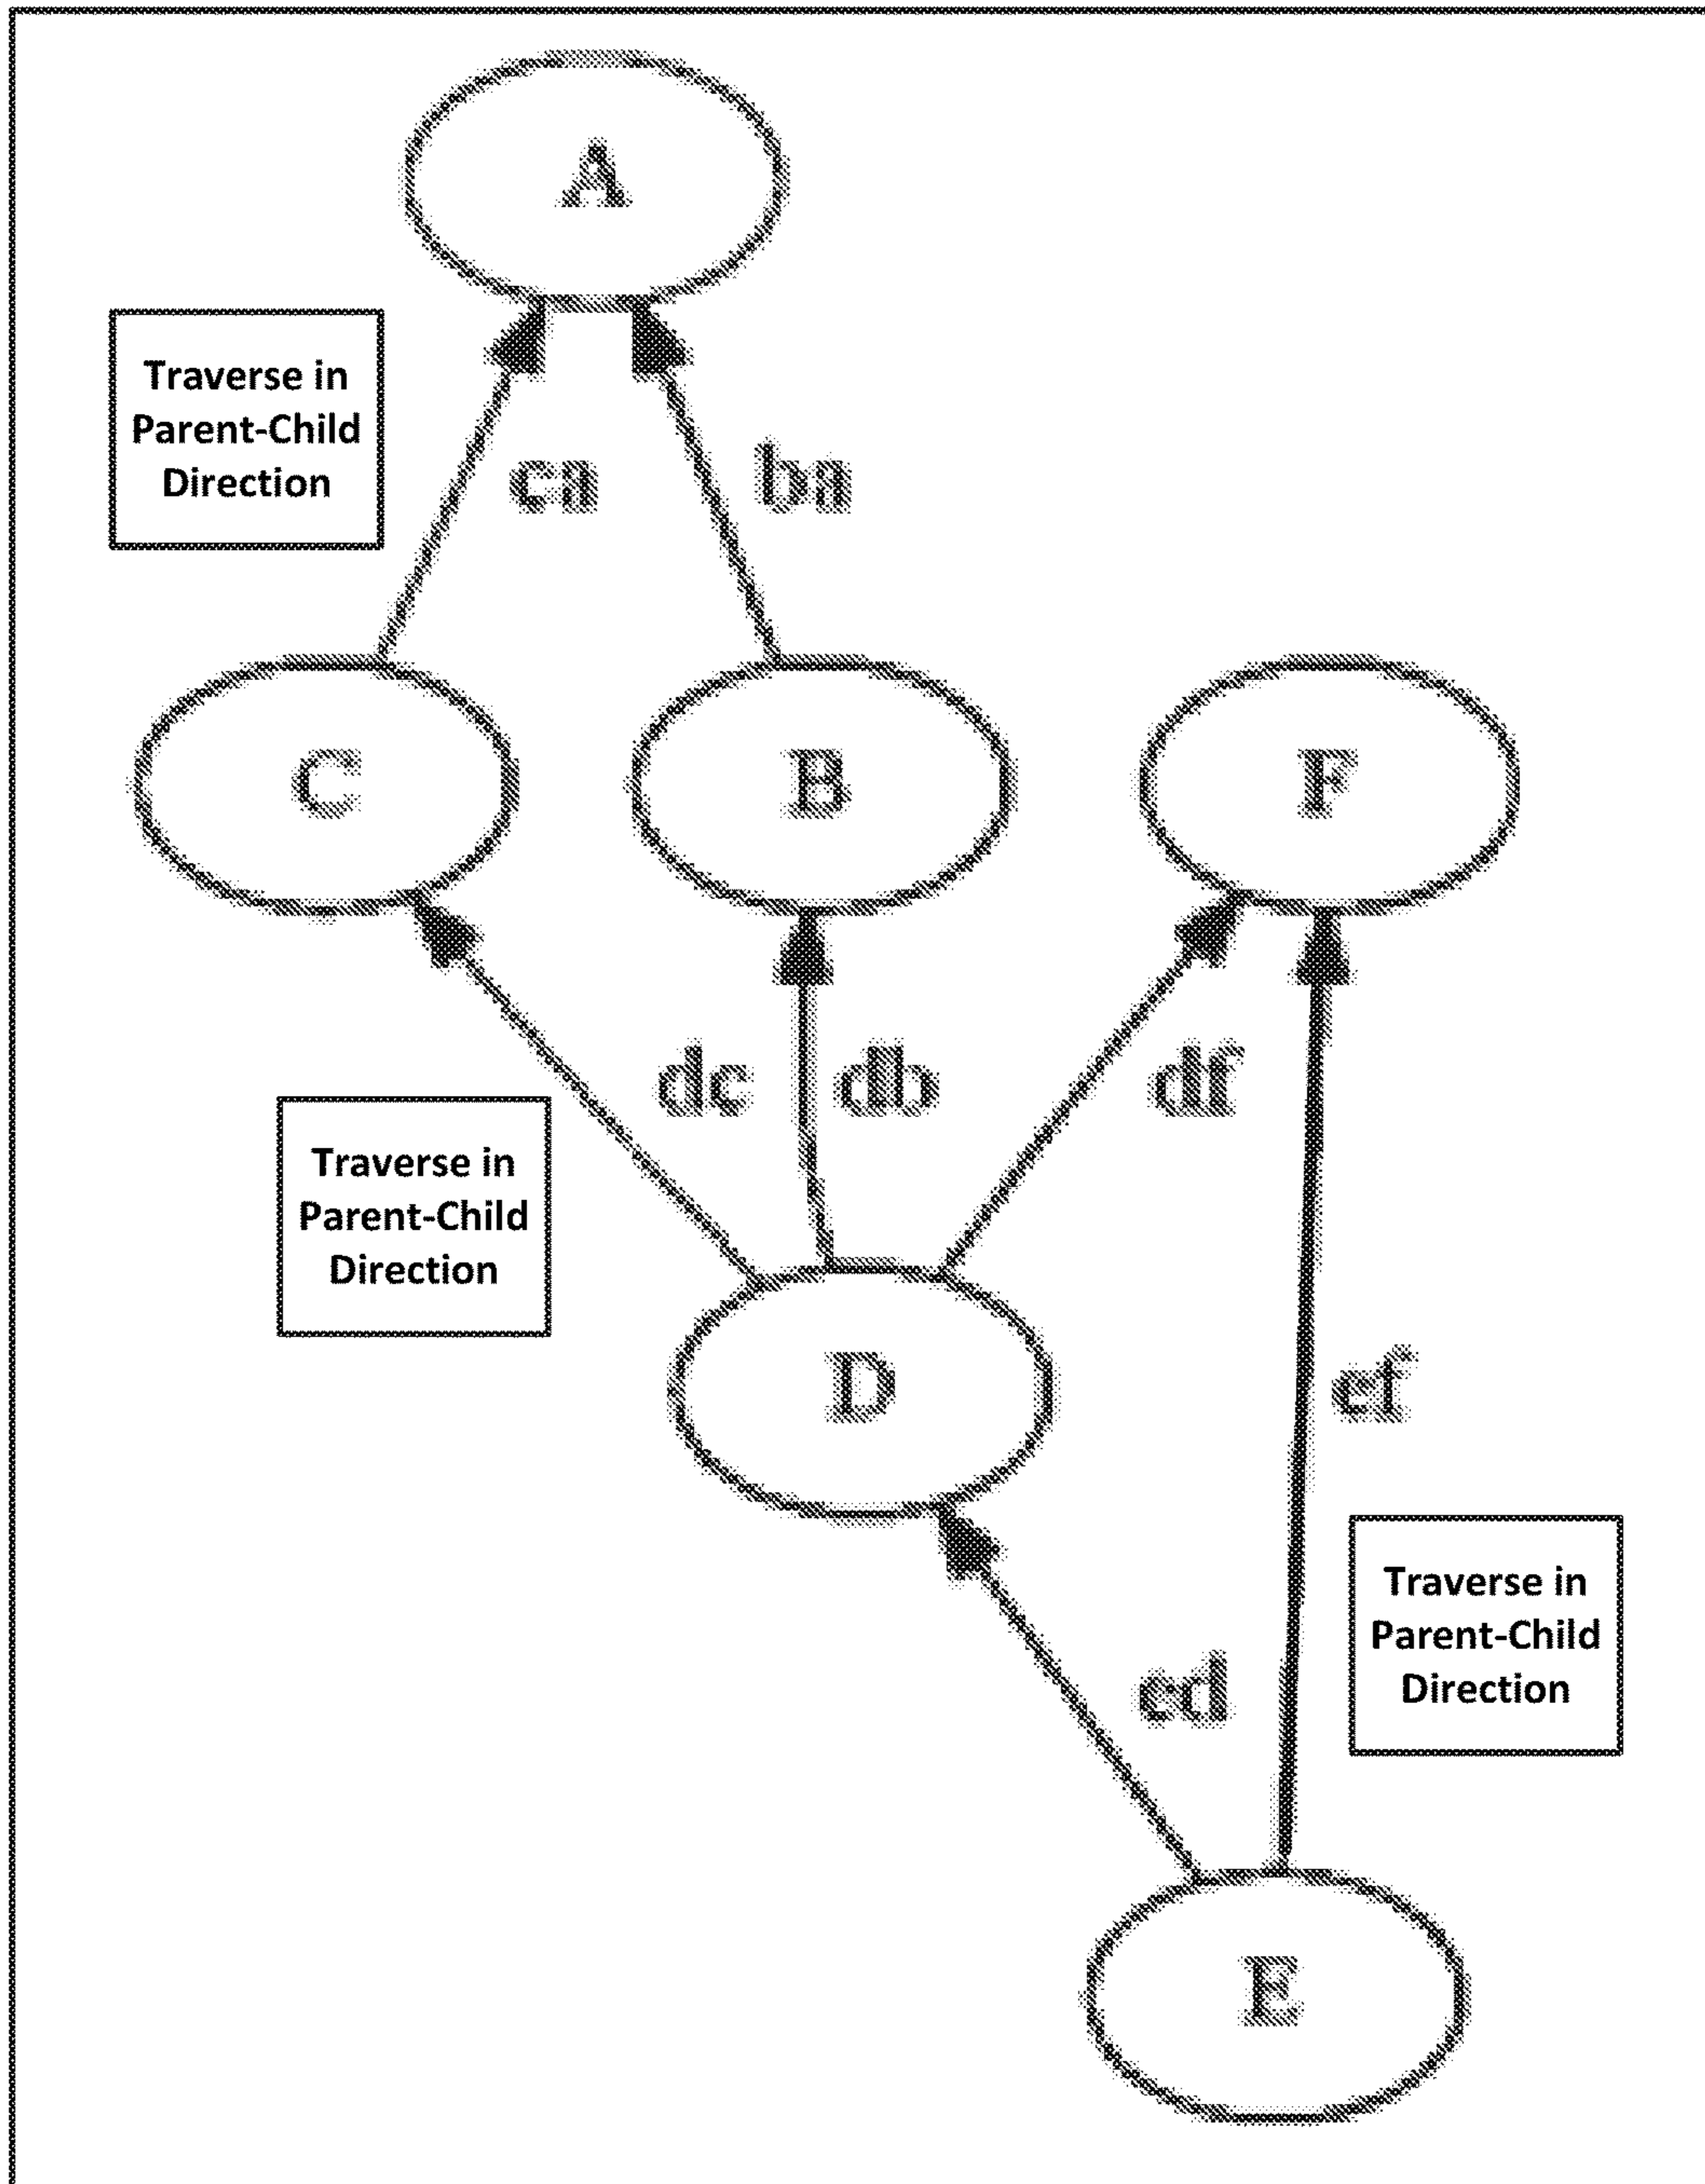 A
Traverse in
Parent-Child
Direction
ca
ba
C
B
F
dc
db
df
Traverse in
Parent-Child
Direction
D
ef
Traverse in
Parent-Child
Direction
ed
E